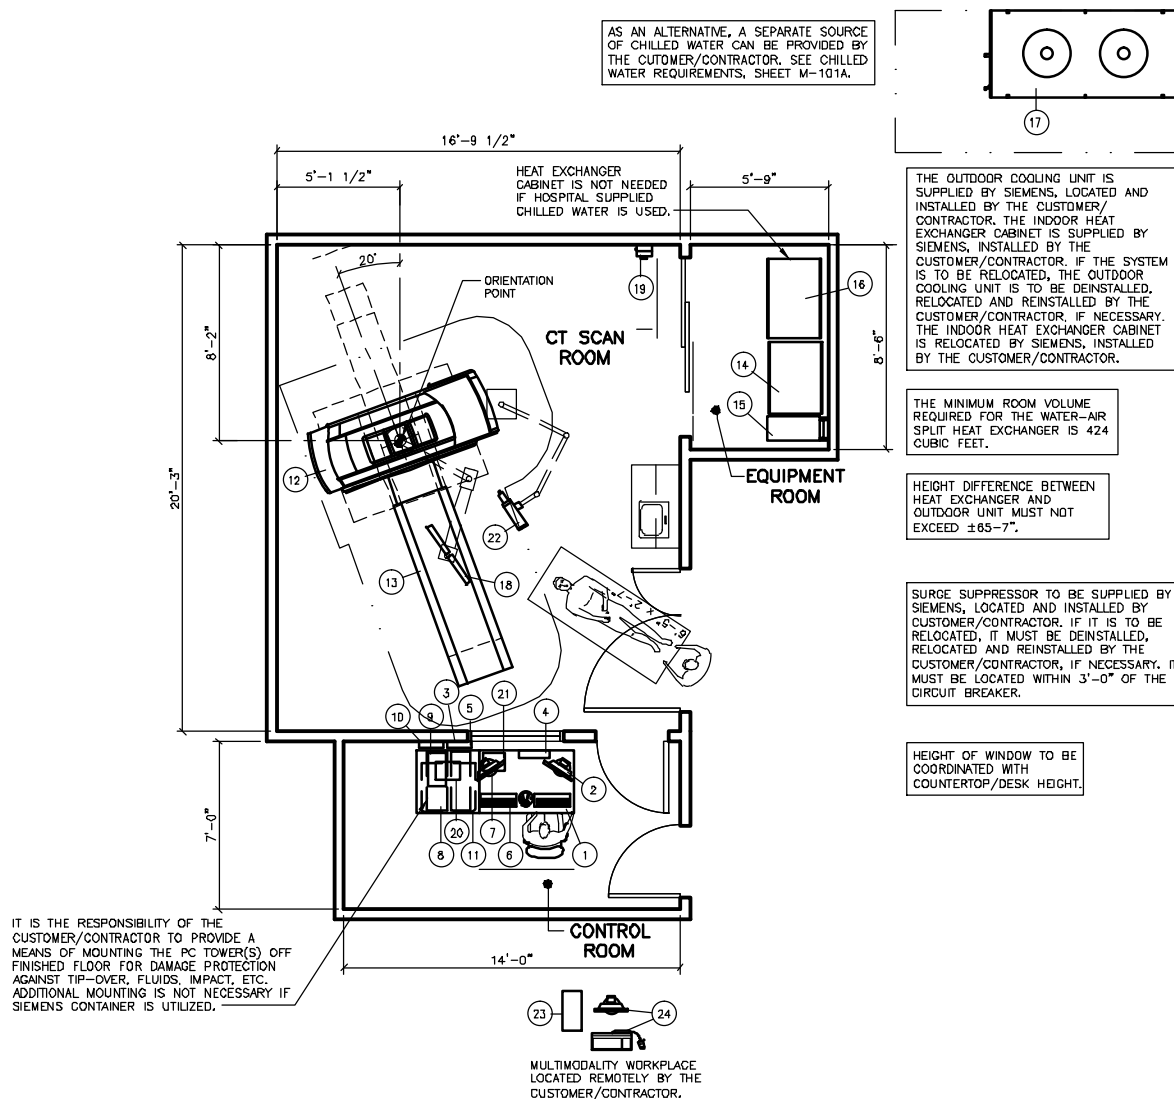 AS AN ALTERNATIVE, A SEPARATE SOURCE
OF CHILLED WATER CAN BE PROVIDED BY
THE CUTOMER/CONTRACTOR. SEE CHILLED
WATER REQUIREMENTS, SHEET M-101A.
17
16'-9 1/2"
5'-1 1/2"
HEAT EXCHANGER
CABINET IS NOT NEEDED
IF HOSPITAL SUPPLIED
CHILLED WATER IS USED.
5'-9"
THE OUTDOOR COOLING UNIT IS
SUPPLIED BY SIEMENS, LOCATED AND
INSTALLED BY THE CUSTOMER/
CONTRACTOR. THE INDOOR HEAT
EXCHANGER CABINET IS SUPPLIED BY
SIEMENS, INSTALLED BY THE
CUSTOMER/CONTRACTOR. IF THE SYSTEM
IS TO BE RELOCATED, THE OUTDOOR
COOLING UNIT IS TO BE DEINSTALLED,
RELOCATED AND REINSTALLED BY THE
CUSTOMER/CONTRACTOR, IF NECESSARY.
THE INDOOR HEAT EXCHANGER CABINET
IS RELOCATED BY SIEMENS, INSTALLED
BY THE CUSTOMER/CONTRACTOR.
20°
ORIENTATION
POINT
19
16
8'-2"
CT SCAN
ROOM
8'-6"
14
15
THE MINIMUM ROOM VOLUME
REQUIRED FOR THE WATER-AIR
SPLIT HEAT EXCHANGER IS 424
CUBIC FEET.
12
20'-3"
EQUIPMENT
ROOM
HEIGHT DIFFERENCE BETWEEN
HEAT EXCHANGER AND
OUTDOOR UNIT MUST NOT
EXCEED ±65-7".
22
13
18
6'-5" x 2'-7"
SURGE SUPPRESSOR TO BE SUPPLIED BY
SIEMENS, LOCATED AND INSTALLED BY
CUSTOMER/CONTRACTOR. IF IT IS TO BE
RELOCATED, IT MUST BE DEINSTALLED,
RELOCATED AND REINSTALLED BY THE
CUSTOMER/CONTRACTOR, IF NECESSARY. IT
MUST BE LOCATED WITHIN 3'-0" OF THE
CIRCUIT BREAKER.
3
21
10
9
5
4
HEIGHT OF WINDOW TO BE
COORDINATED WITH
COUNTERTOP/DESK HEIGHT.
2
7'-0"
20
8
11
7
6
1
IT IS THE RESPONSIBILITY OF THE
CUSTOMER/CONTRACTOR TO PROVIDE A
MEANS OF MOUNTING THE PC TOWER(S) OFF
FINISHED FLOOR FOR DAMAGE PROTECTION
AGAINST TIP-OVER, FLUIDS, IMPACT, ETC.
ADDITIONAL MOUNTING IS NOT NECESSARY IF
SIEMENS CONTAINER IS UTILIZED.
CONTROL
ROOM
14'-0"
23
24
MULTIMODALITY WORKPLACE
LOCATED REMOTELY BY THE
CUSTOMER/CONTRACTOR.